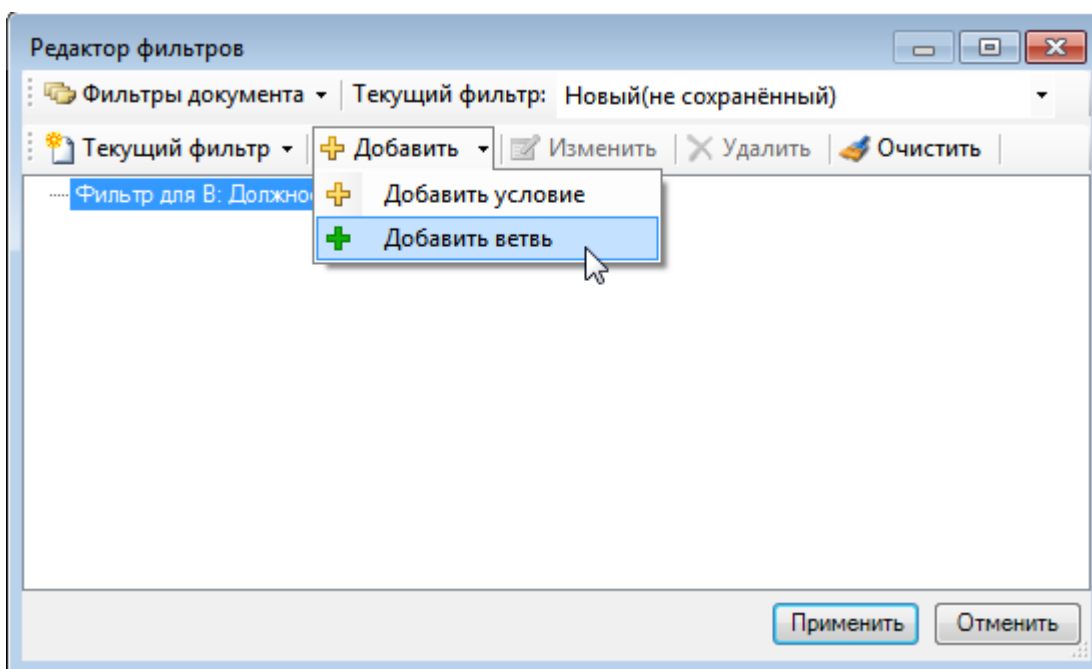 Редактор фильтров
Фильтры документа Текущий фильтр: Новый(не сохранённый)
Текущий фильтр Добавить Изменить Удалить Очистить
Фильтр для В: Должно
Добавить условие
Добавить ветвь
Применить Отменить